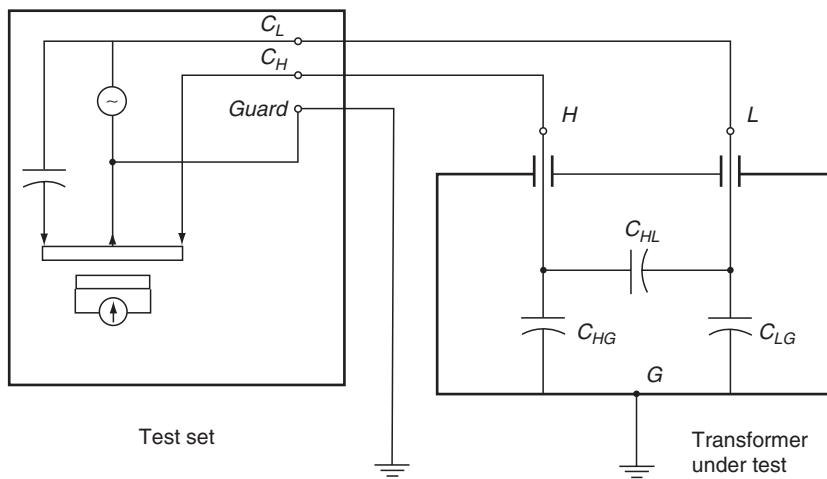 C_L
C_H
Guard
~
H
L
C_HL
C_HG
C_LG
G
Test set
Transformer
under test